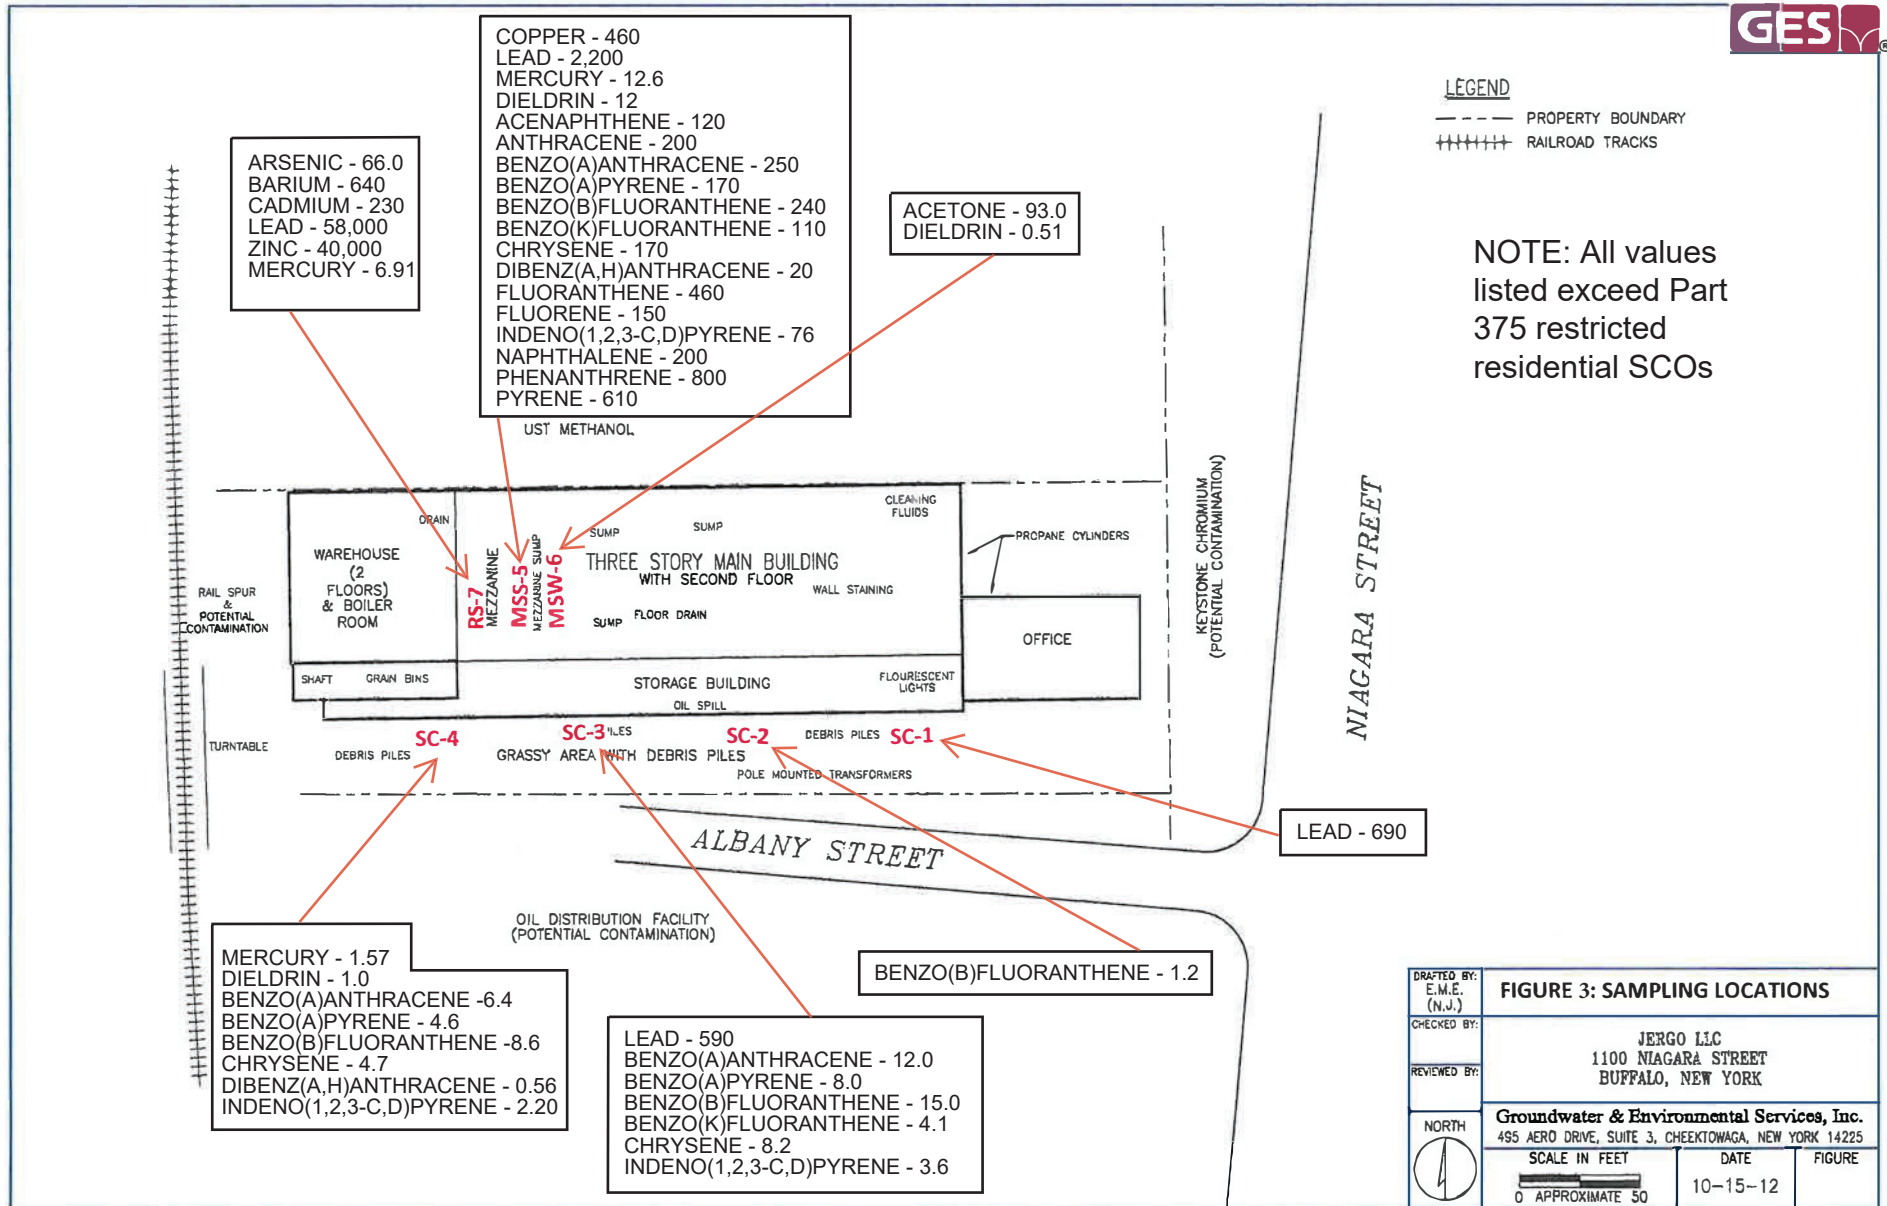 GES
®
COPPER - 460
LEAD - 2,200
MERCURY - 12.6
DIELDRIN - 12
ACENAPHTHENE - 120
ANTHRACENE - 200
BENZO(A)ANTHRACENE - 250
BENZO(A)PYRENE - 170
BENZO(B)FLUORANTHENE - 240
BENZO(K)FLUORANTHENE - 110
CHRYSENE - 170
DIBENZ(A,H)ANTHRACENE - 20
FLUORANTHENE - 460
FLUORENE - 150
INDENO(1,2,3-C,D)PYRENE - 76
NAPHTHALENE - 200
PHENANTHRENE - 800
PYRENE - 610
LEGEND
PROPERTY BOUNDARY
RAILROAD TRACKS
ARSENIC - 66.0
BARIUM - 640
CADMIUM - 230
LEAD - 58,000
ZINC - 40,000
MERCURY - 6.91
ACETONE - 93.0
DIELDRIN - 0.51
NOTE: All values
listed exceed Part
375 restricted
residential SCOs
UST METHANOL
DRAIN
WAREHOUSE
(2
FLOORS)
& BOILER
ROOM
RS-7
MEZZANINE
MSS-5
MEZZANINE SUMP
MSW-6
SUMP
SUMP
CLEANING
FLUIDS
THREE STORY MAIN BUILDING
WITH SECOND FLOOR
WALL STAINING
SUMP
FLOOR DRAIN
PROPANE CYLINDERS
KEYSTONE CHROMIUM
(POTENTIAL CONTAMINATION)
NIAGARA STREET
RAIL SPUR
&
POTENTIAL
CONTAMINATION
OFFICE
SHAFT
GRAIN BINS
STORAGE BUILDING
FLOURESCENT
LIGHTS
OIL SPILL
TURNTABLE
DEBRIS PILES
SC-4
SC-3
ILES
SC-2
DEBRIS PILES
SC-1
GRASSY AREA WITH DEBRIS PILES
POLE MOUNTED TRANSFORMERS
ALBANY STREET
LEAD - 690
OIL DISTRIBUTION FACILITY
(POTENTIAL CONTAMINATION)
BENZO(B)FLUORANTHENE - 1.2
MERCURY - 1.57
DIELDRIN - 1.0
BENZO(A)ANTHRACENE -6.4
BENZO(A)PYRENE - 4.6
BENZO(B)FLUORANTHENE -8.6
CHRYSENE - 4.7
DIBENZ(A,H)ANTHRACENE - 0.56
INDENO(1,2,3-C,D)PYRENE - 2.20
LEAD - 590
BENZO(A)ANTHRACENE - 12.0
BENZO(A)PYRENE - 8.0
BENZO(B)FLUORANTHENE - 15.0
BENZO(K)FLUORANTHENE - 4.1
CHRYSENE - 8.2
INDENO(1,2,3-C,D)PYRENE - 3.6
DRAFTED BY:
E.M.E.
(N.J.)
CHECKED BY:
REVIEWED BY:
NORTH
FIGURE 3: SAMPLING LOCATIONS
JERGO LLC
1100 NIAGARA STREET
BUFFALO, NEW YORK
Groundwater & Environmental Services, Inc.
495 AERO DRIVE, SUITE 3, CHEEKTOWAGA, NEW YORK 14225
SCALE IN FEET
0 APPROXIMATE 50
DATE
10-15-12
FIGURE